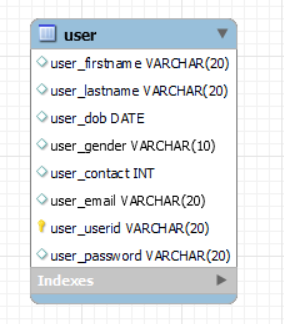 user
user_firstname VARCHAR(20)
user_lastname VARCHAR(20)
user_dob DATE
user_gender VARCHAR(10)
user_contact INT
user_email VARCHAR(20)
user_userid VARCHAR(20)
user_password VARCHAR(20)
Indexes